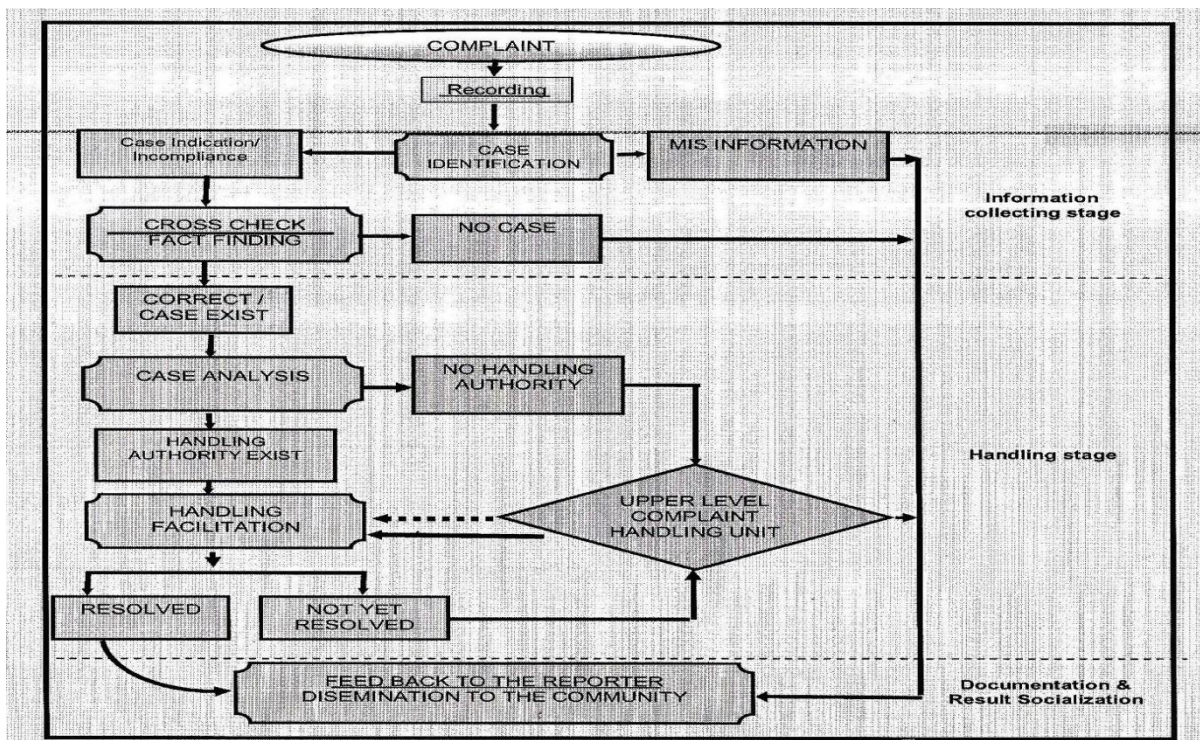 COMPLAINT
Recording
Case Indication/
Incompliance
CASE
IDENTIFICATION
MIS INFORMATION
Information
collecting stage
CROSS CHECK
FACT FINDING
NO CASE
CORRECT /
CASE EXIST
CASE ANALYSIS
NO HANDLING
AUTHORITY
HANDLING
AUTHORITY EXIST
Handling stage
HANDLING
FACILITATION
UPPER LEVEL
COMPLAINT
HANDLING UNIT
RESOLVED
NOT YET
RESOLVED
FEED BACK TO THE REPORTER
DISEMINATION TO THE COMMUNITY
Documentation &
Result Socialization